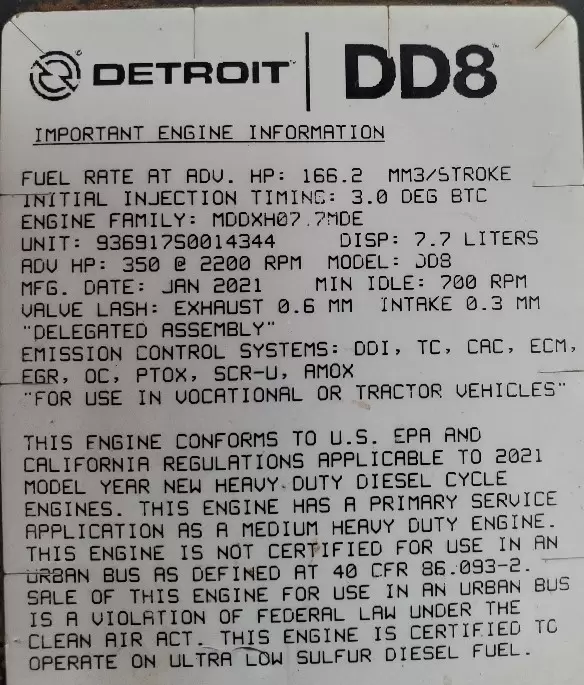 DETROIT DD8
IMPORTANT ENGINE INFORMATION
FUEL RATE AT ADV. HP: 166.2 MM3/STROKE
INITIAL INJECTION TIMING: 3.0 DEG BTC
ENGINE FAMILY: MDDXH07.7MDE
UNIT: 936917S0014344 DISP: 7.7 LITERS
ADV HP: 350 @ 2200 RPM MODEL: DD8
MFG. DATE: JAN 2021 MIN IDLE: 700 RPM
VALVE LASH: EXHAUST 0.6 MM INTAKE 0.3 MM
"DELEGATED ASSEMBLY"
EMISSION CONTROL SYSTEMS: DDI, TC, CAC, ECM,
EGR, OC, PTOX, SCR-U, AMOX
"FOR USE IN VOCATIONAL OR TRACTOR VEHICLES"
THIS ENGINE CONFORMS TO U.S. EPA AND
CALIFORNIA REGULATIONS APPLICABLE TO 2021
MODEL YEAR NEW HEAVY-DUTY DIESEL CYCLE
ENGINES. THIS ENGINE HAS A PRIMARY SERVICE
APPLICATION AS A MEDIUM HEAVY DUTY ENGINE.
THIS ENGINE IS NOT CERTIFIED FOR USE IN AN
URBAN BUS AS DEFINED AT 40 CFR 86.093-2.
SALE OF THIS ENGINE FOR USE IN AN URBAN BUS
IS A VIOLATION OF FEDERAL LAW UNDER THE
CLEAN AIR ACT. THIS ENGINE IS CERTIFIED TO
OPERATE ON ULTRA LOW SULFUR DIESEL FUEL.